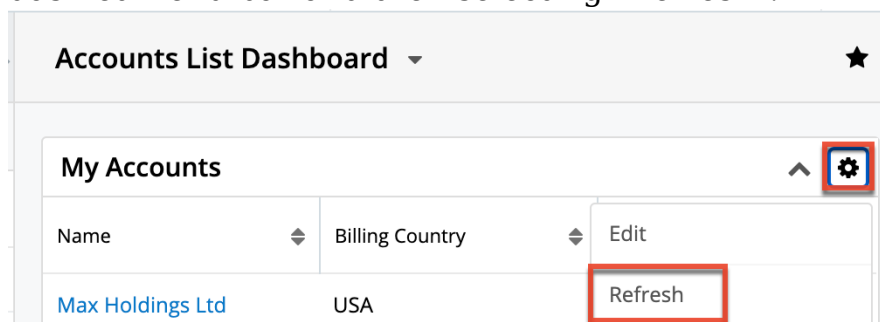 Accounts List Dashboard
My Accounts
Name Billing Country Edit
Refresh
Max Holdings Ltd USA